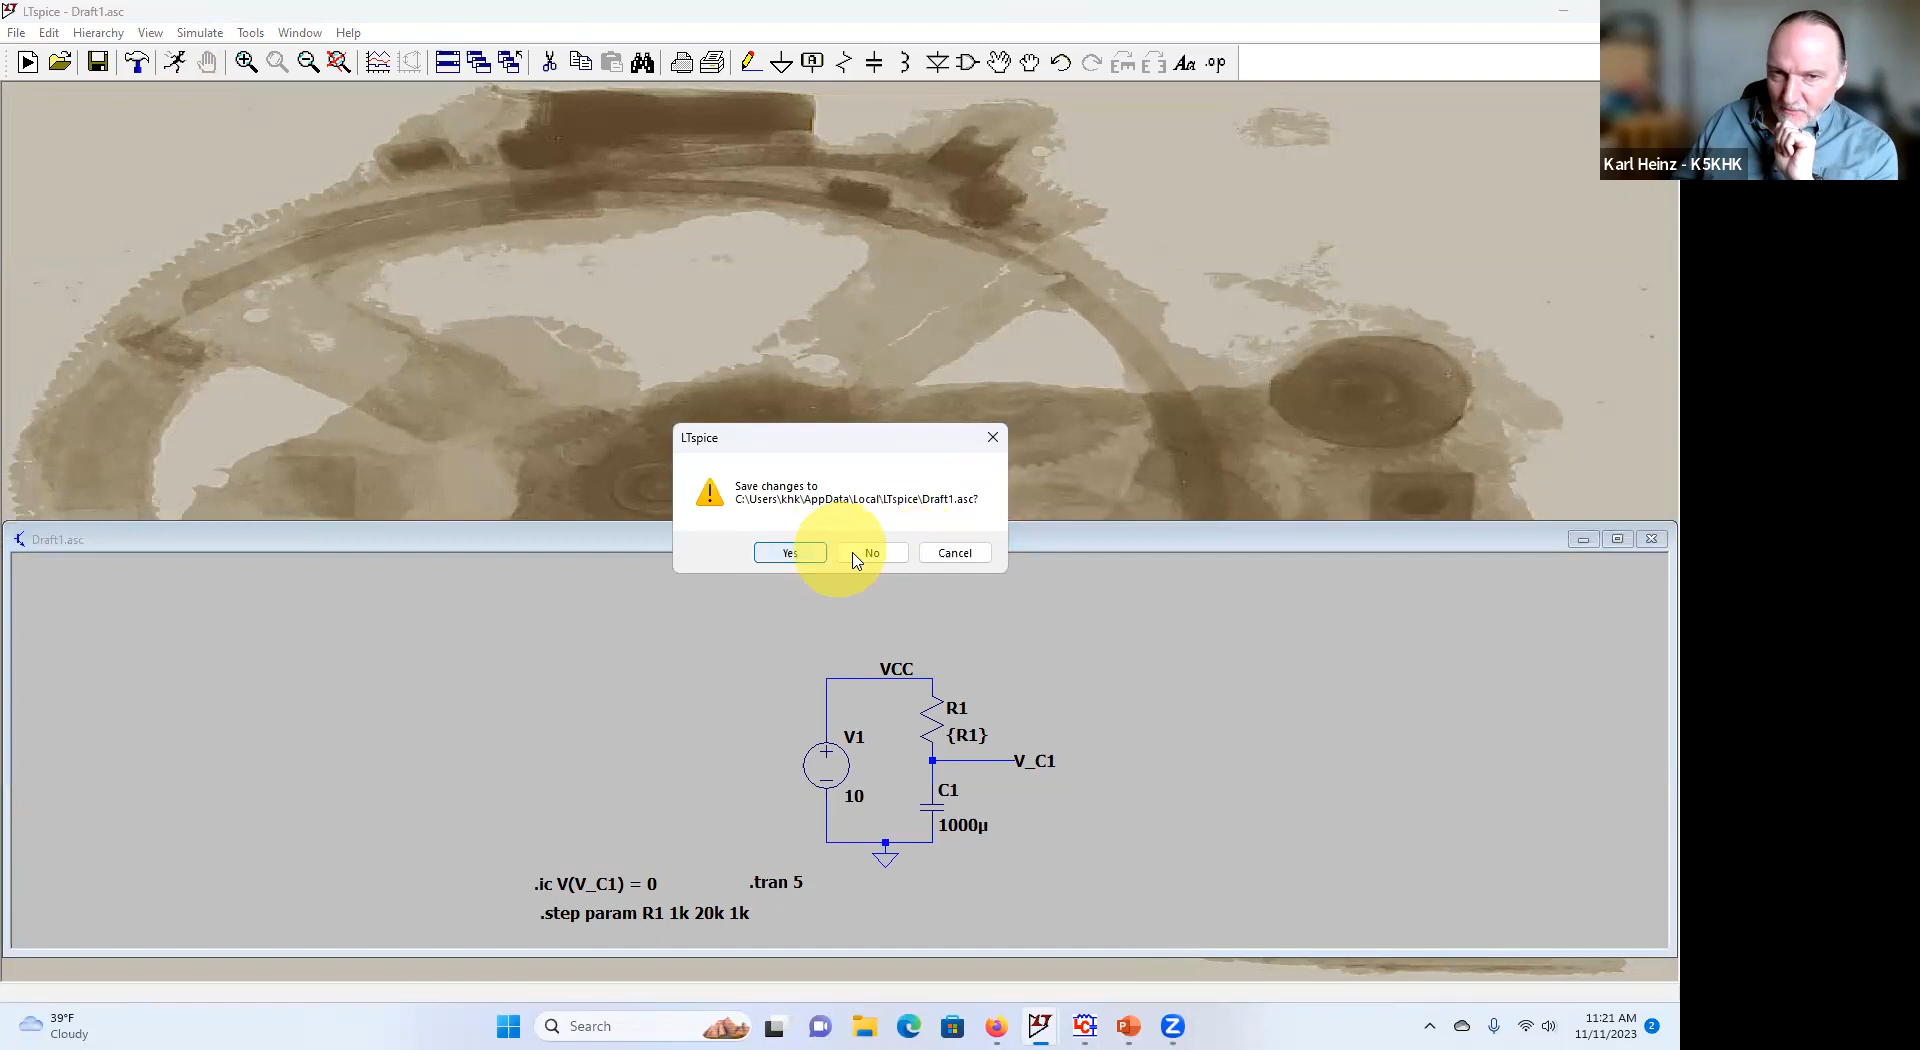 LTspice - Draft1.asc
File Edit Hierarchy View Simulate Tools Window Help
A Aa .op
Karl Heinz - K5KHK
LTspice
Save changes to
C:\Users\khk\AppData\Local\LTspice\Draft1.asc?
Yes No Cancel
Draft1.asc
VCC
R1
{R1}
V1
V_C1
10
C1
1000µ
.ic V(V_C1) = 0
.tran 5
.step param R1 1k 20k 1k
39°F
Cloudy
Search
11:21 AM
11/11/2023
2